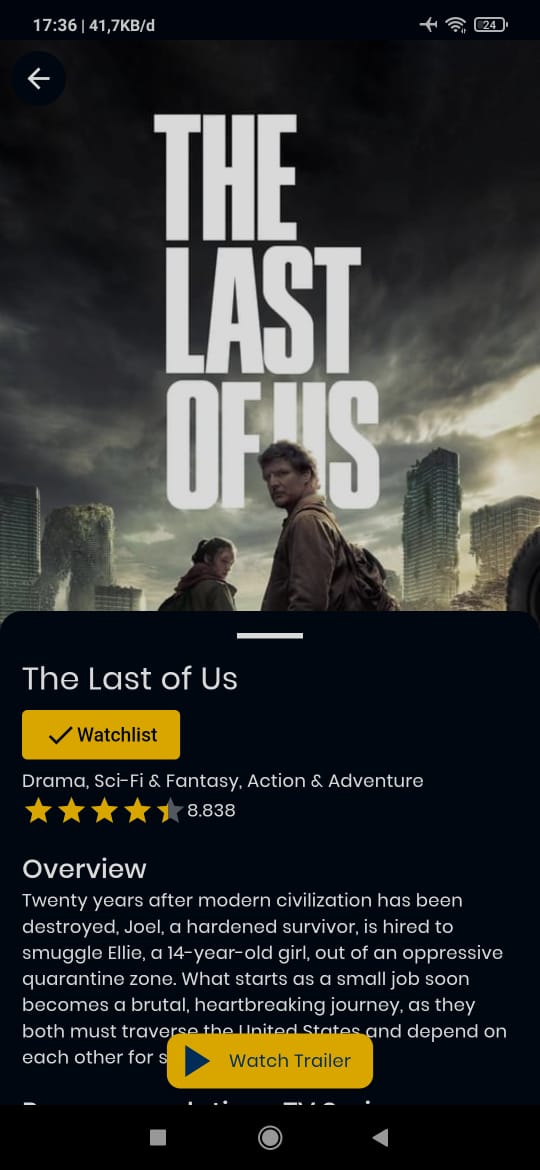 17:36 | 41,7KB/d
24
THE
LAST
OF US
The Last of Us
Watchlist
Drama, Sci-Fi & Fantasy, Action & Adventure
8.838
Overview
Twenty years after modern civilization has been
destroyed, Joel, a hardened survivor, is hired to
smuggle Ellie, a 14-year-old girl, out of an oppressive
quarantine zone. What starts as a small job soon
becomes a brutal, heartbreaking journey, as they
both must traverse the United States and depend on
each other for s
Watch Trailer